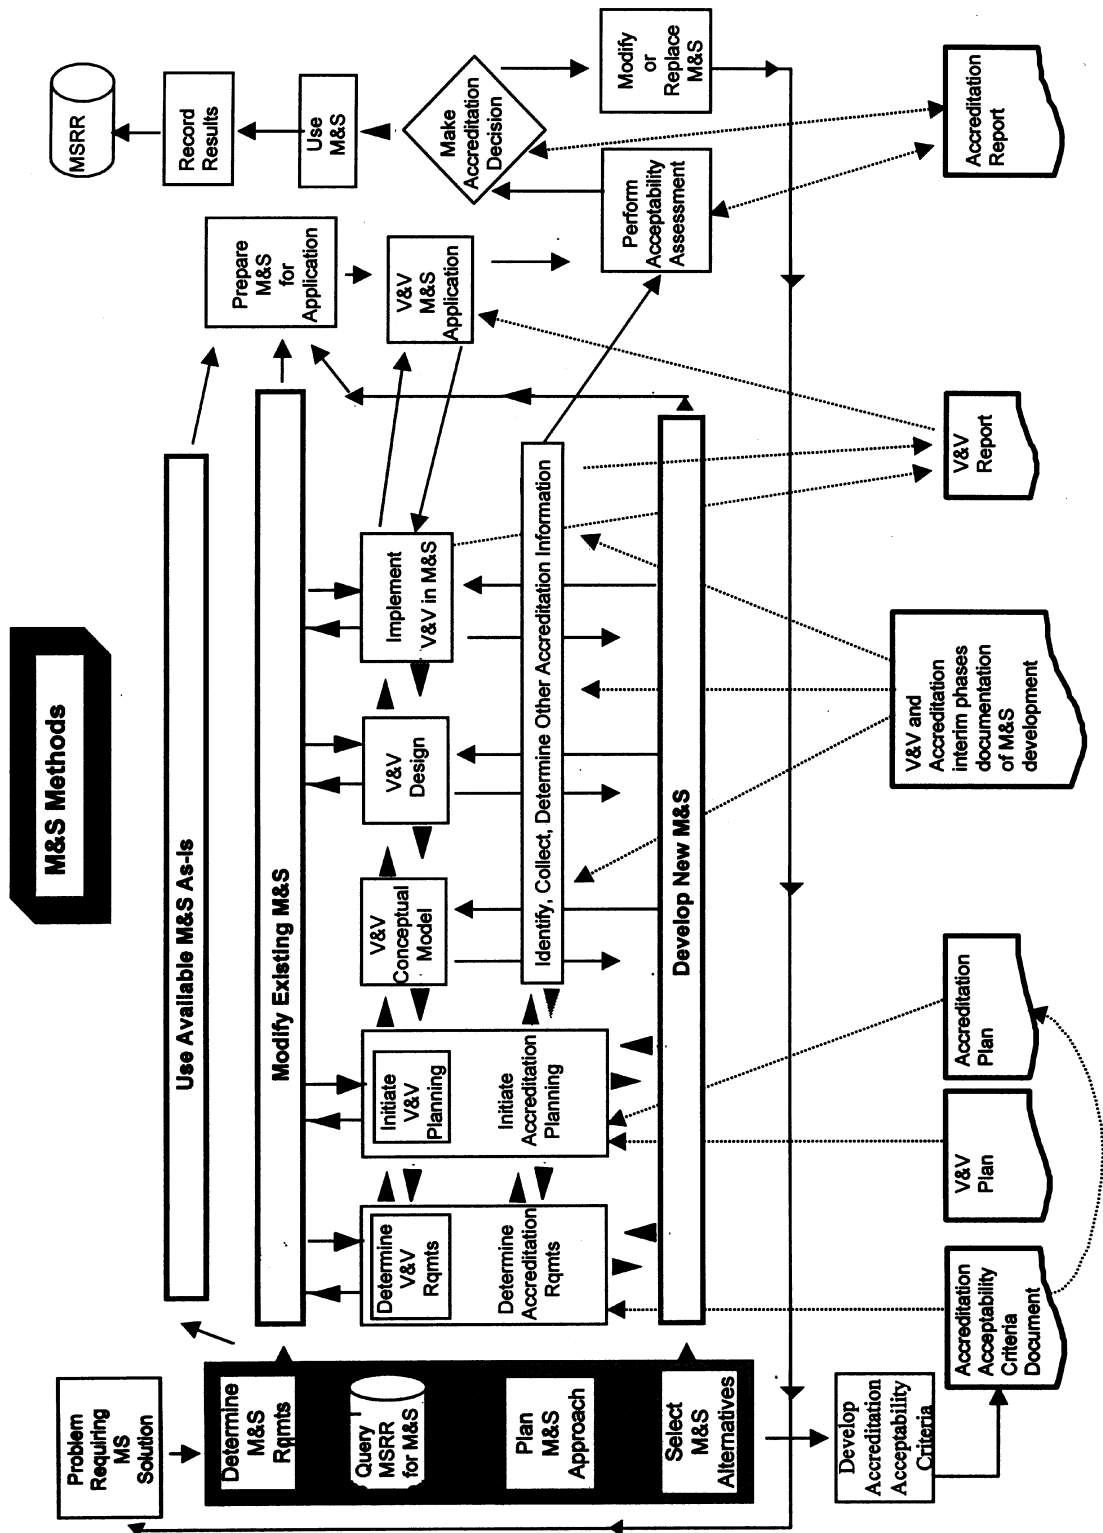 M&S Methods
Problem
Requiring
MS
Solution
Determine
M&S
Rqmts
Query
MSRR
for M&S
Plan
M&S
Approach
Select
M&S
Alternatives
Develop
Accreditation
Acceptability
Criteria
Use Available M&S As-Is
Modify Existing M&S
Determine
V&V
Rqmts
Determine
Accreditation
Rqmts
Initiate
V&V
Planning
Initiate
Accreditation
Planning
V&V
Conceptual
Model
V&V
Design
Implement
V&V in M&S
Identify, Collect, Determine Other Accreditation Information
Develop New M&S
Prepare
M&S
for
Application
V&V
M&S
Application
Perform
Acceptability
Assessment
MSRR
Record
Results
Use
M&S
Make
Accreditation
Decision
Modify
or
Replace
M&S
Accreditation
Acceptability
Criteria
Document
V&V
Plan
Accreditation
Plan
V&V and
Accreditation
interim phases
documentation
of M&S
development
V&V
Report
Accreditation
Report